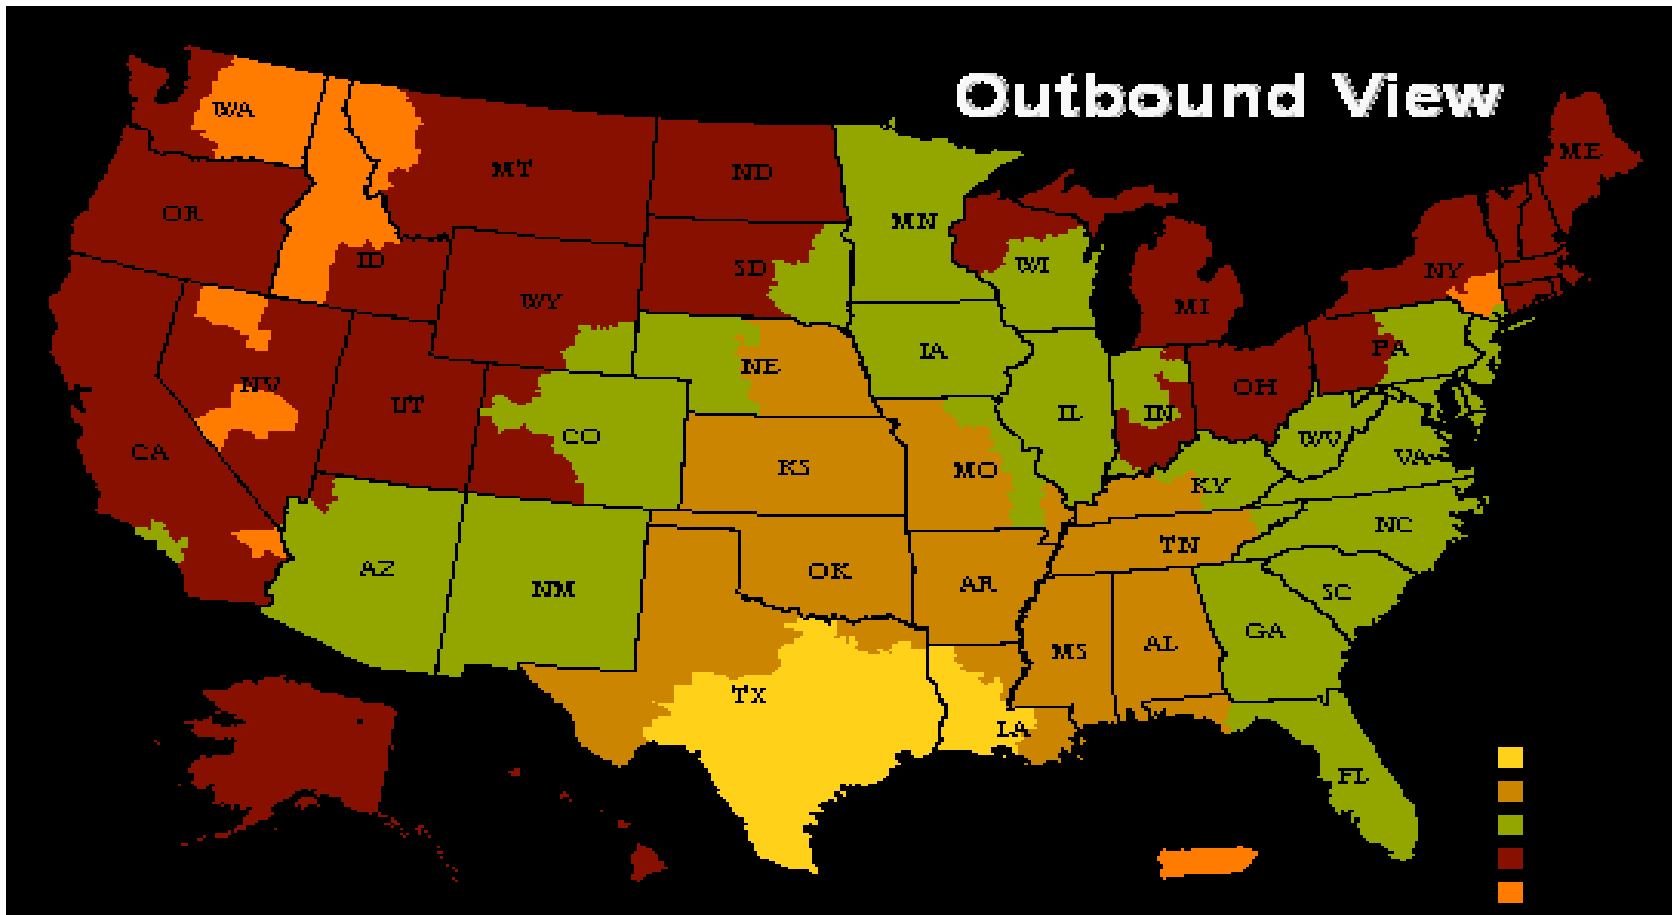 Outbound View
WA
ME
MT
ND
OR
MN
ID
SD
WI
NY
WY
MI
IA
PA
NE
NV
UT
OH
IL
IN
CO
WV
CA
VA
KS
MO
KY
NC
TN
AZ
OK
AR
NM
SC
GA
MS
AL
TX
LA
FL